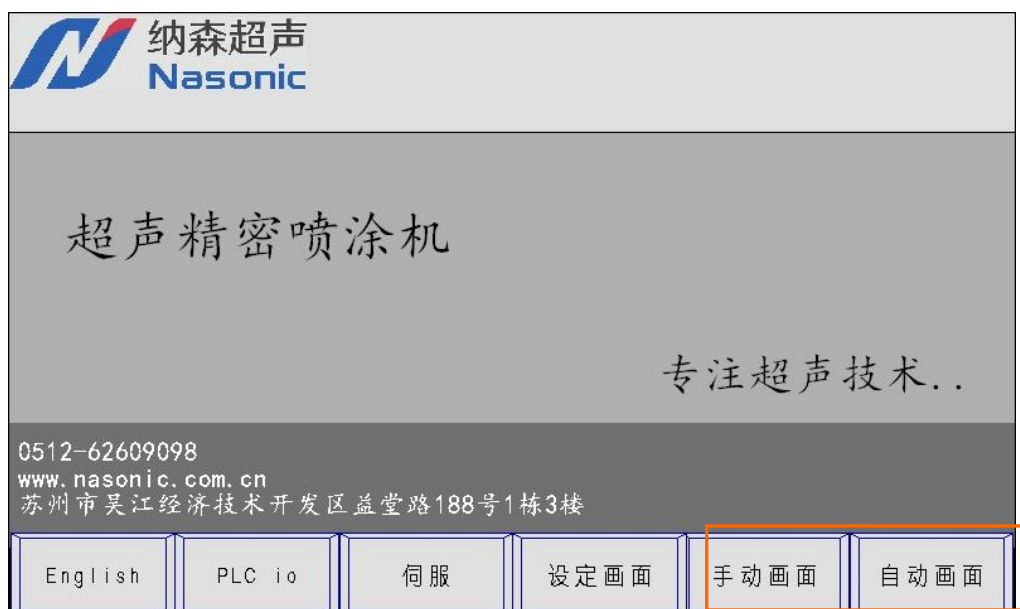 纳森超声
Nasonic
超声精密喷涂机
专注超声技术..
0512-62609098
www.nasonic.com.cn
苏州市吴江经济技术开发区益堂路188号1栋3楼
English PLC io 伺服 设定画面 手动画面 自动画面